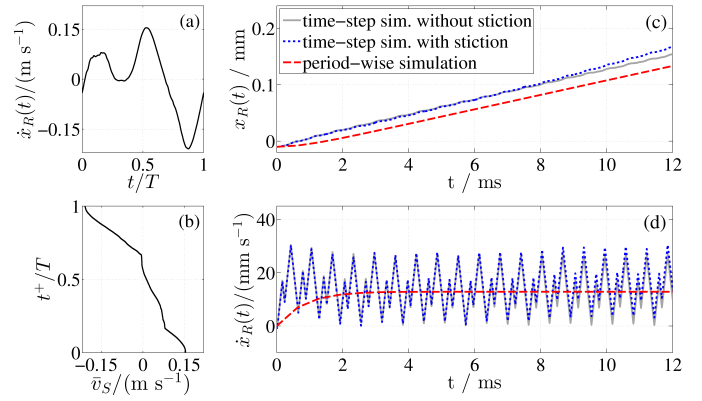 (a)
0.15
0
−0.15
ẋ_R(t)/(m s⁻¹)
0
0.5
1
t/T
(b)
1
0.5
0
t⁺/T
−0.15
0
0.15
v̄_S/(m s⁻¹)
(c)
time−step sim. without stiction
time−step sim. with stiction
period−wise simulation
0.2
0.1
0
x_R(t) / mm
0
2
4
6
8
10
12
t / ms
(d)
40
20
0
ẋ_R(t)/(mm s⁻¹)
0
2
4
6
8
10
12
t / ms